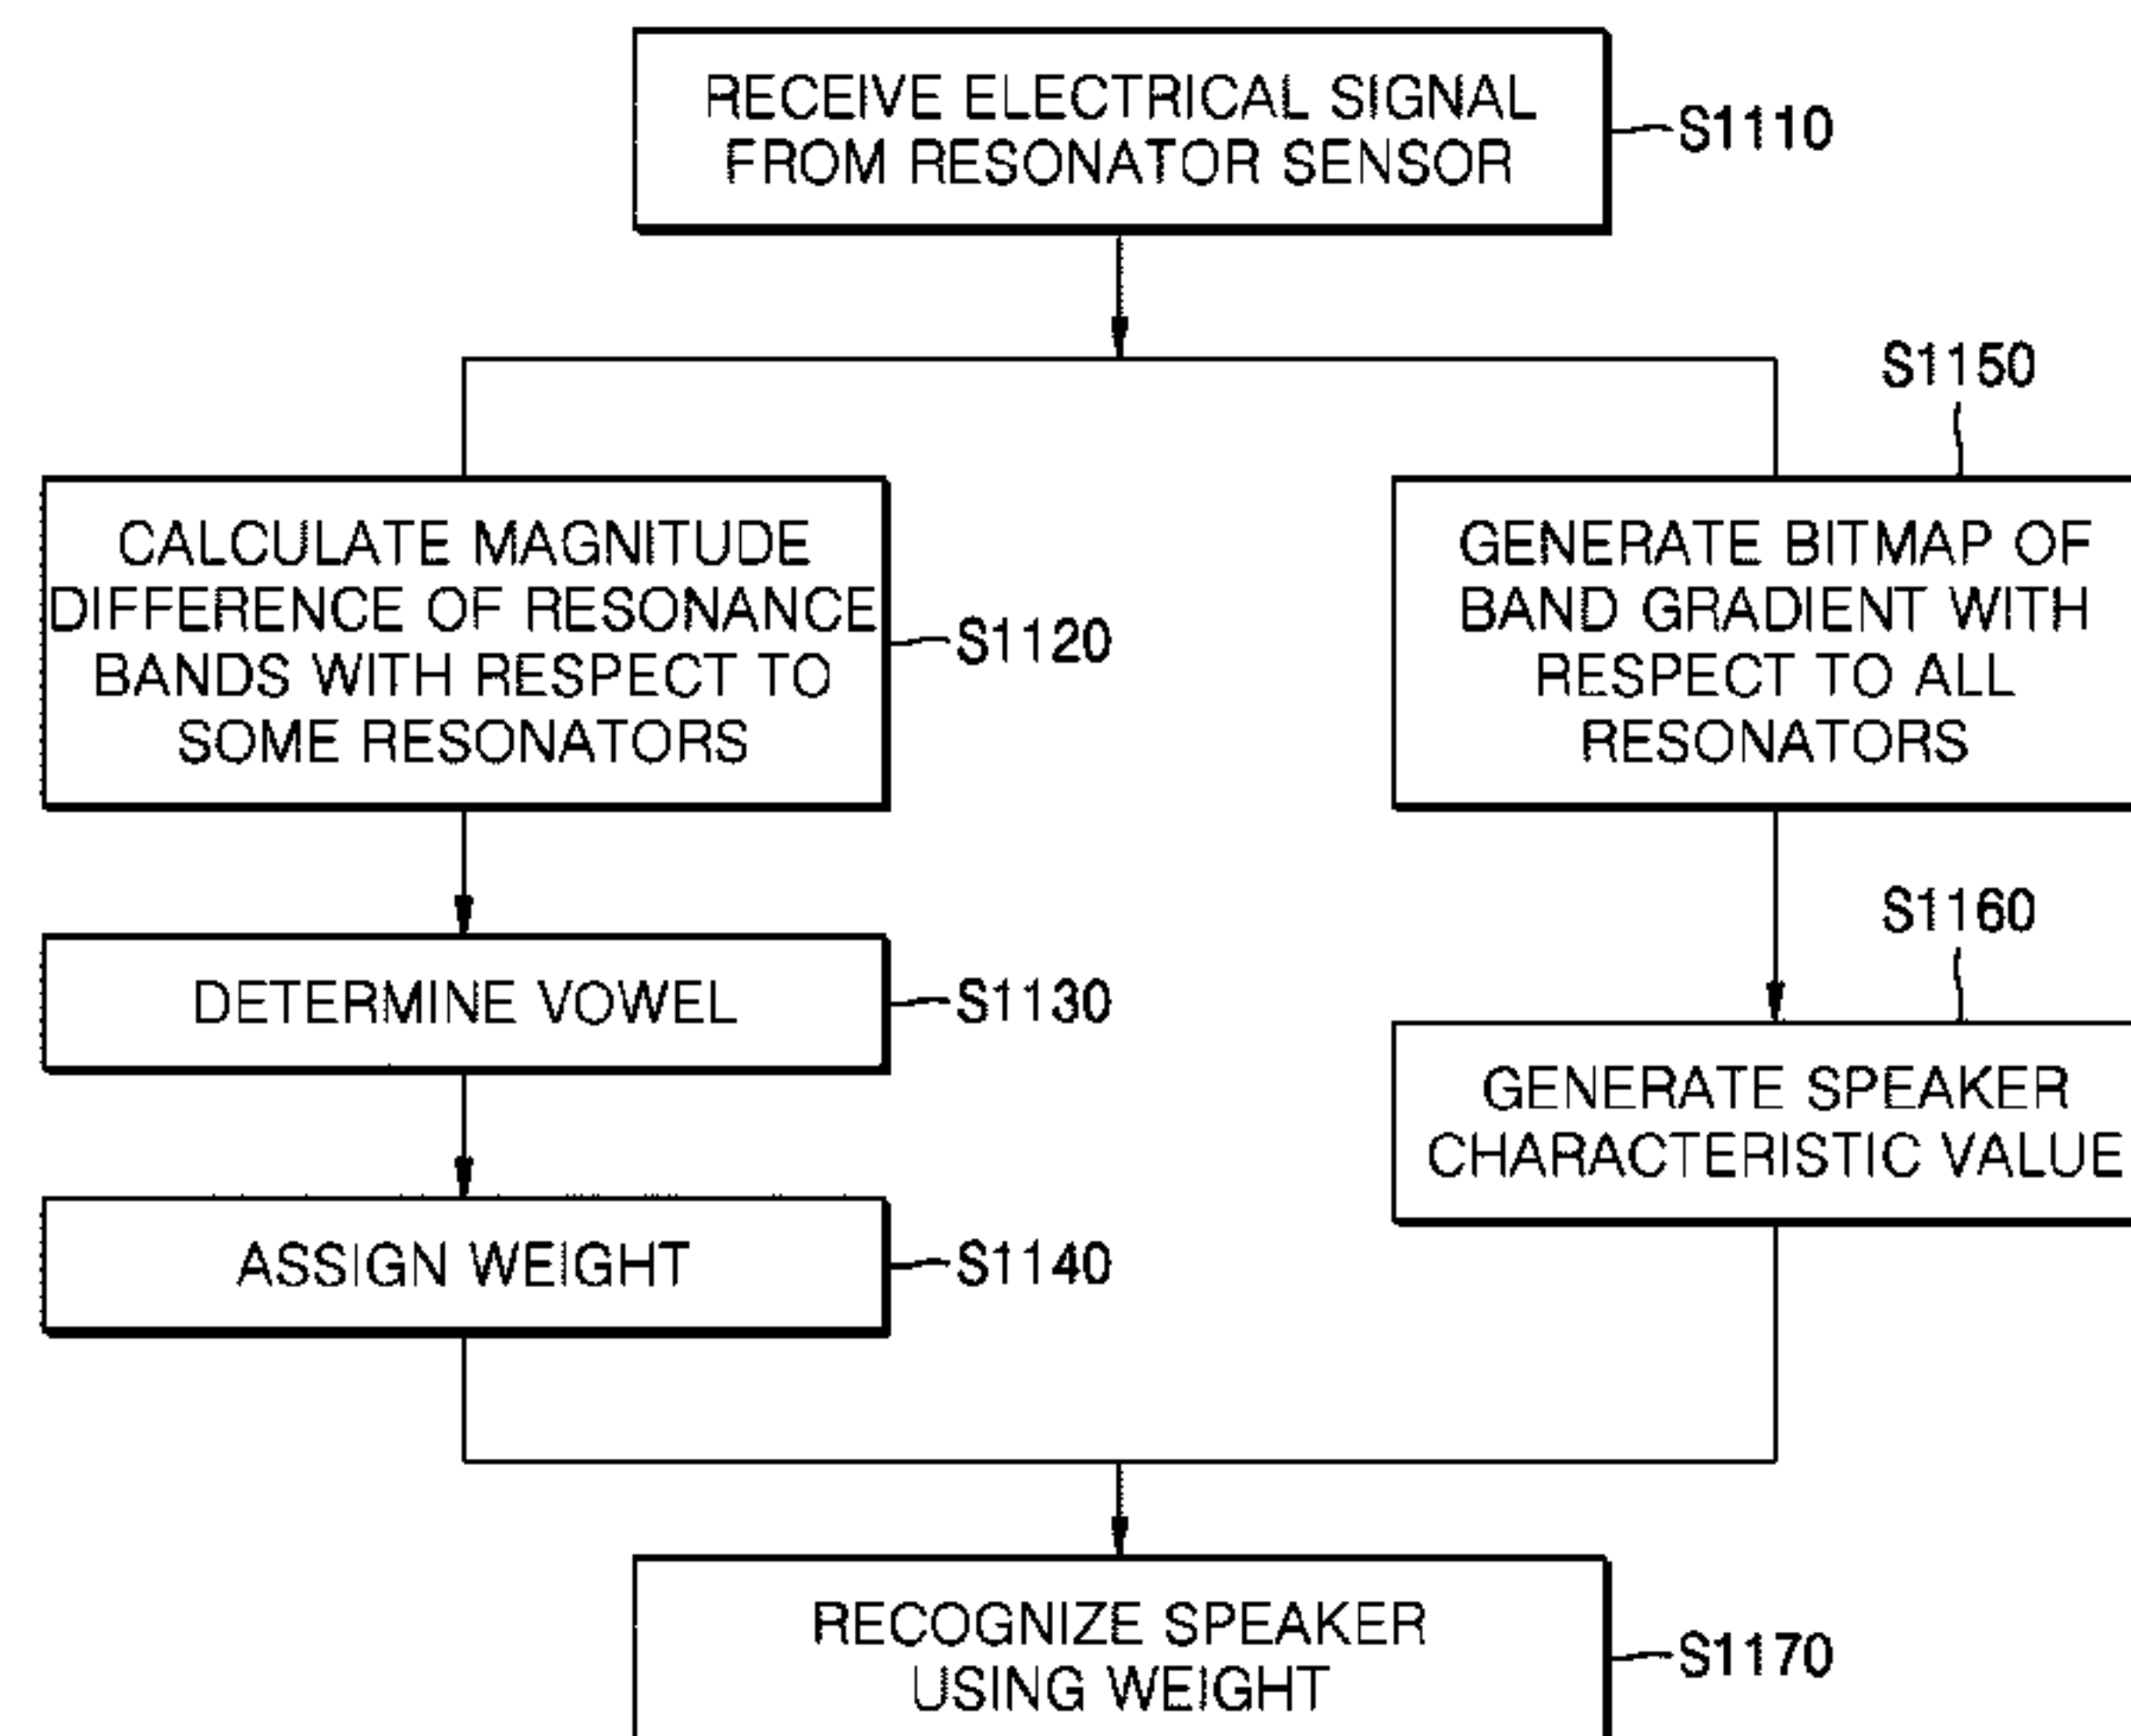 RECEIVE ELECTRICAL SIGNAL
FROM RESONATOR SENSOR
S1110
S1150
CALCULATE MAGNITUDE
DIFFERENCE OF RESONANCE
BANDS WITH RESPECT TO
SOME RESONATORS
S1120
GENERATE BITMAP OF
BAND GRADIENT WITH
RESPECT TO ALL
RESONATORS
DETERMINE VOWEL
S1130
S1160
GENERATE SPEAKER
CHARACTERISTIC VALUE
ASSIGN WEIGHT
S1140
RECOGNIZE SPEAKER
USING WEIGHT
S1170